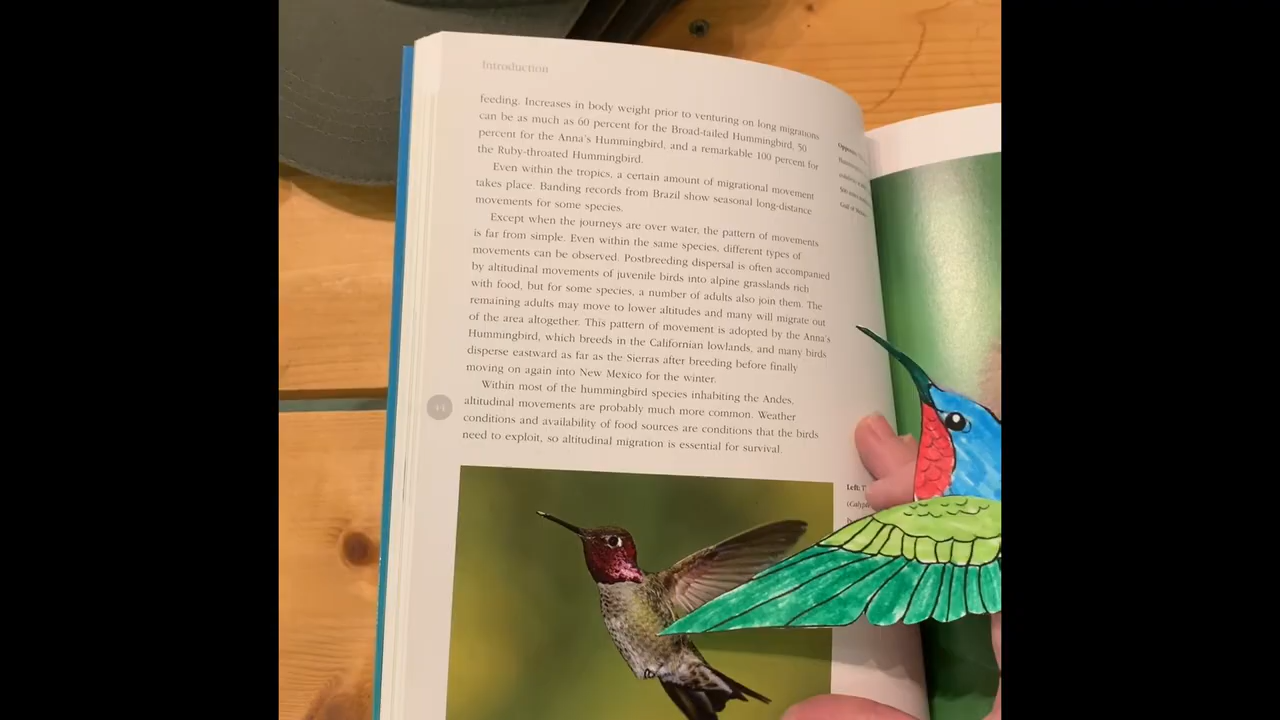 Introduction
feeding. Increases in body weight prior to venturing on long migrations
can be as much as 60 percent for the Broad-tailed Hummingbird, 50
percent for the Anna's Hummingbird, and a remarkable 100 percent for
the Ruby-throated Hummingbird.
Even within the tropics, a certain amount of migrational movement
takes place. Banding records from Brazil show seasonal long-distance
movements for some species.
Except when the journeys are over water, the pattern of movements
is far from simple. Even within the same species, different types of
movements can be observed. Postbreeding dispersal is often accompanied
by altitudinal movements of juvenile birds into alpine grasslands rich
with food, but for some species, a number of adults also join them. The
remaining adults may move to lower altitudes and many will migrate out
of the area altogether. This pattern of movement is adopted by the Anna's
Hummingbird, which breeds in the Californian lowlands, and many birds
disperse eastward as far as the Sierras after breeding before finally
moving on again into New Mexico for the winter.
Within most of the hummingbird species inhabiting the Andes,
altitudinal movements are probably much more common. Weather
conditions and availability of food sources are conditions that the birds
need to exploit, so altitudinal migration is essential for survival.
44
Opposite:
Gulf of
Left: